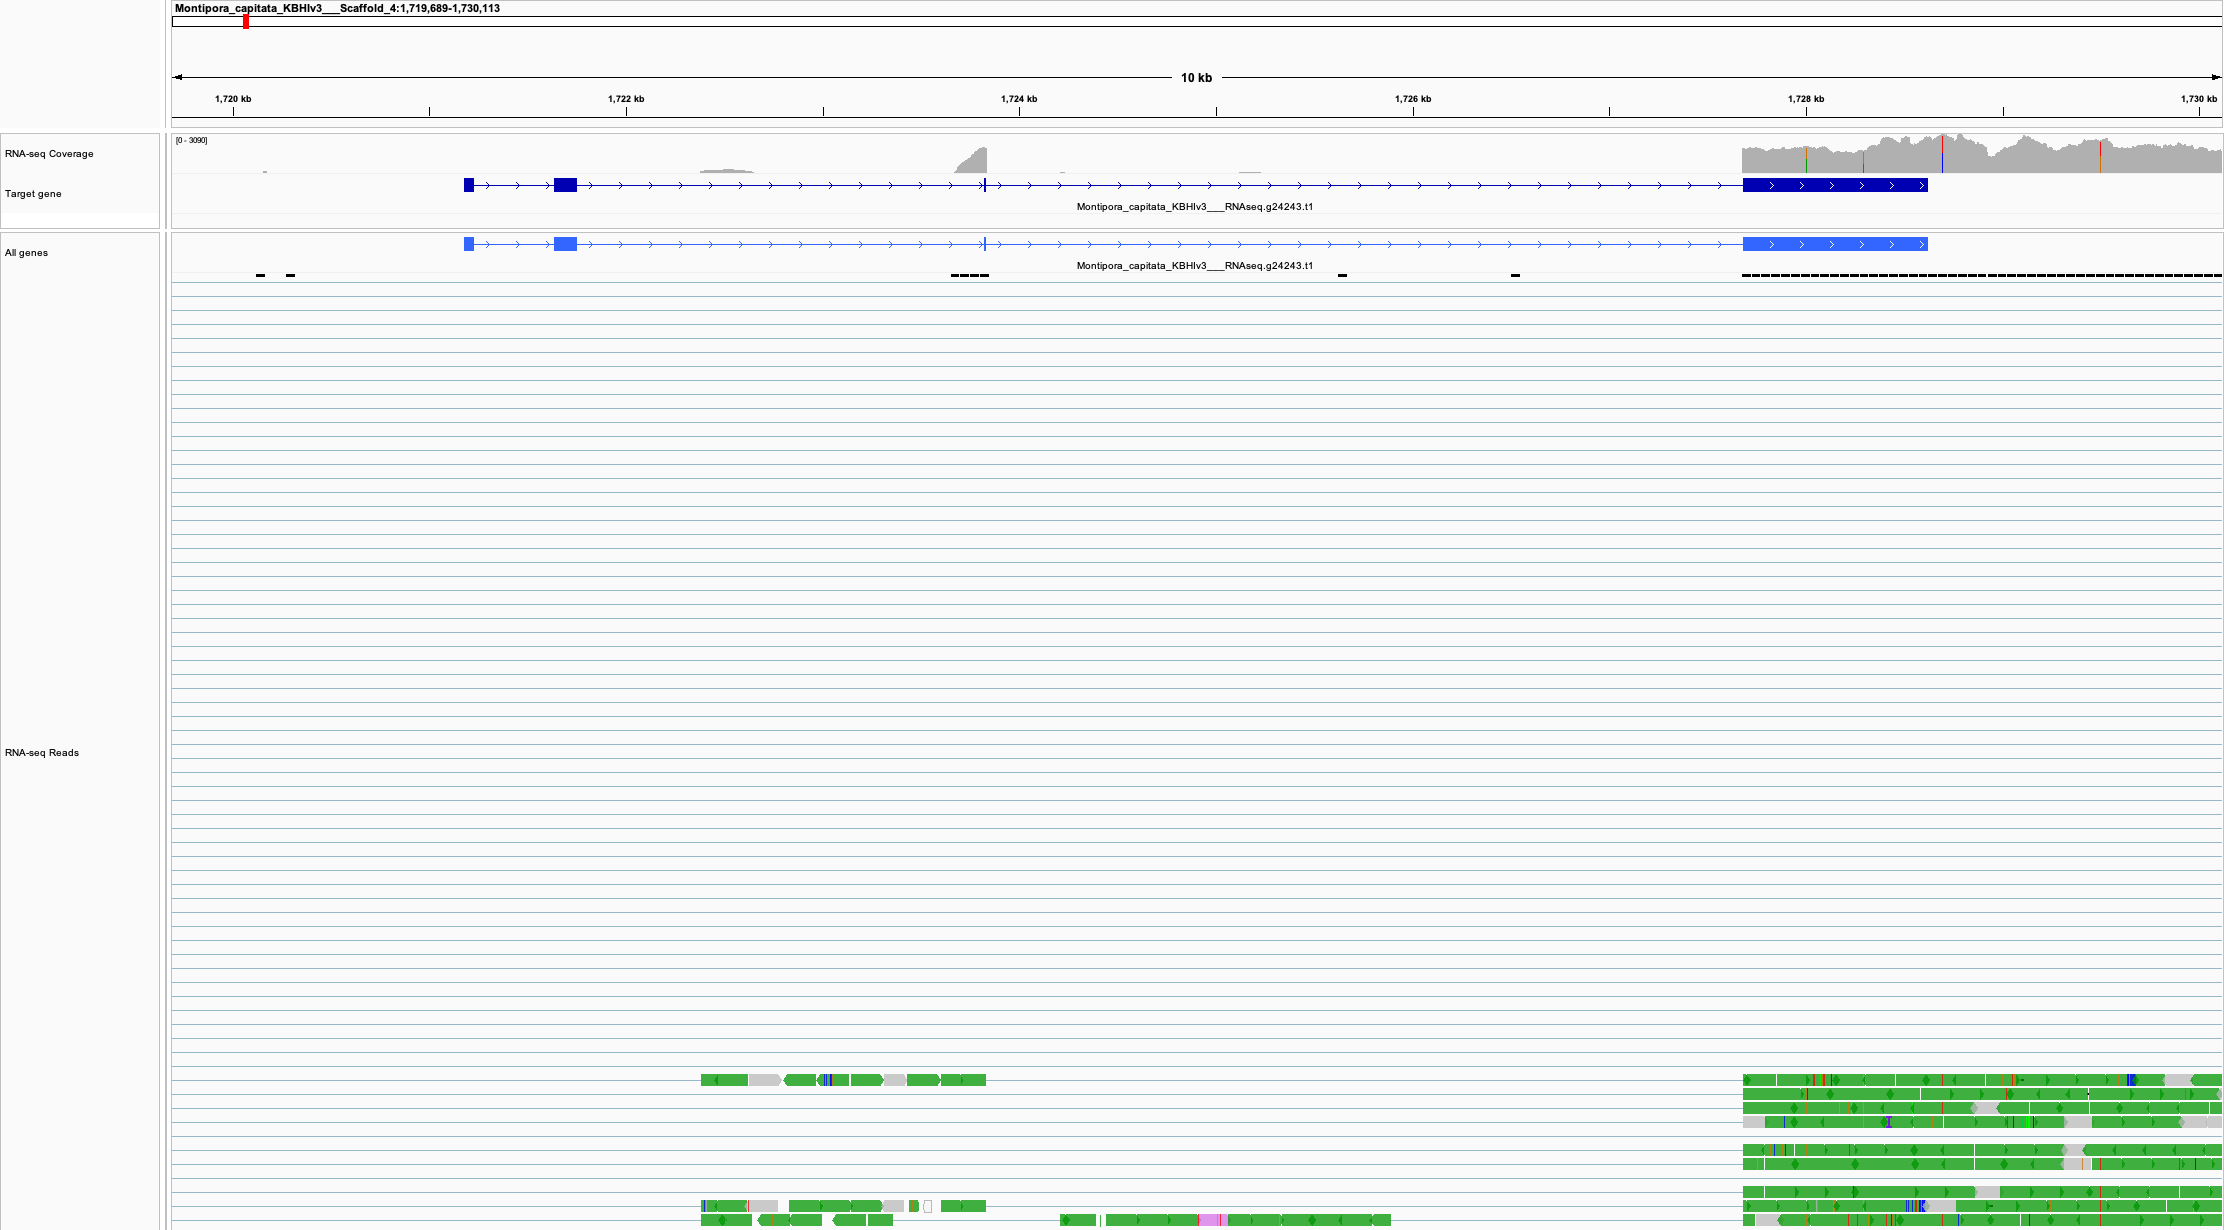 Montipora_capitata_KBHIv3___Scaffold_4:1,719,689-1,730,113
10 kb
1,720 kb 1,722 kb 1,724 kb 1,726 kb 1,728 kb 1,730 kb
[0 - 3090]
RNA-seq Coverage
Target gene
Montipora_capitata_KBHIv3___RNAseq.g24243.t1
All genes
Montipora_capitata_KBHIv3___RNAseq.g24243.t1
RNA-seq Reads